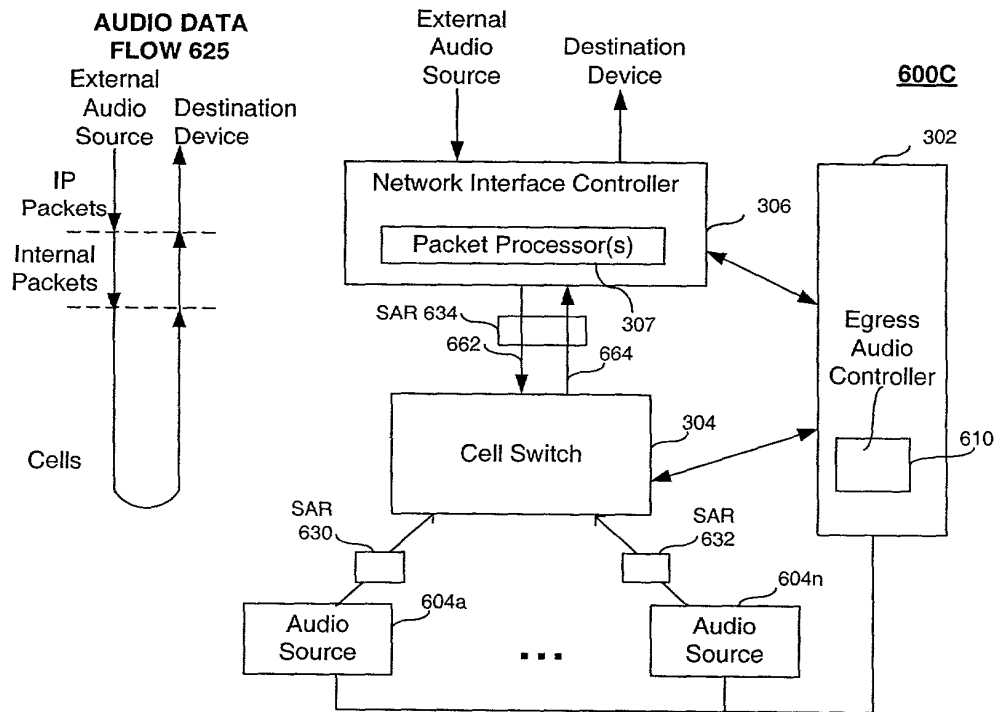 AUDIO DATA
FLOW 625
External
Audio
Source
Destination
Device
IP
Packets
Internal
Packets
Cells
External
Audio
Source
Destination
Device
600C
302
Network Interface Controller
306
Packet Processor(s)
307
SAR 634
662
664
Egress
Audio
Controller
610
Cell Switch
304
SAR
630
SAR
632
604a
Audio
Source
...
604n
Audio
Source